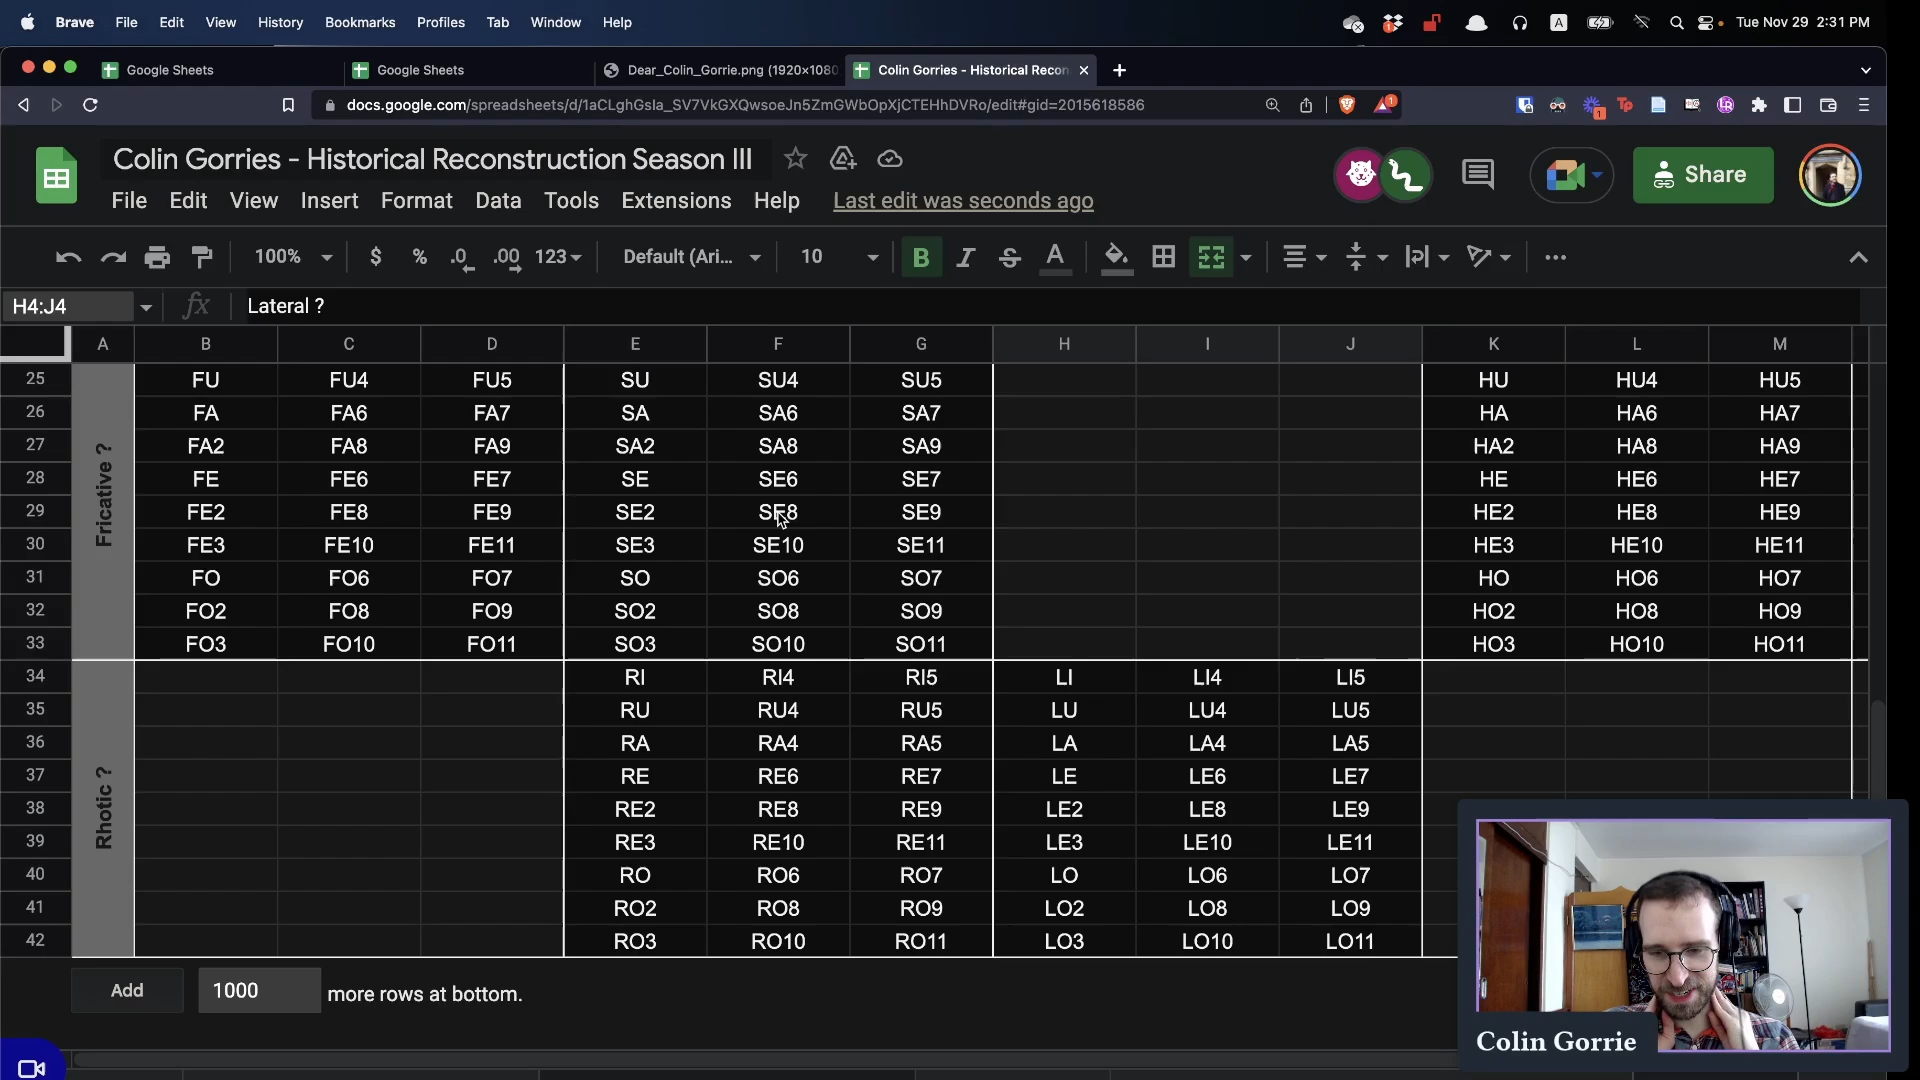 Brave File Edit View History Bookmarks Profiles Tab Window Help A Tue Nov 29 2:31 PM
Google Sheets Google Sheets Dear_Colin_Gorrie.png (1920×1080 Colin Gorries - Historical Recon
docs.google.com/spreadsheets/d/1aCLghGsIa_SV7VkGXQwsoeJn5ZmGWbOpXjCTEHhDVRo/edit#gid=2015618586 1 1
Colin Gorries - Historical Reconstruction Season III
Share
File Edit View Insert Format Data Tools Extensions Help Last edit was seconds ago
100% $ % .0 .00 123 Default (Ari... 10 B I S A
H4:J4 fx Lateral ?
A B C D E F G H I J K L M
25 FU FU4 FU5 SU SU4 SU5 HU HU4 HU5
26 FA FA6 FA7 SA SA6 SA7 HA HA6 HA7
27 FA2 FA8 FA9 SA2 SA8 SA9 HA2 HA8 HA9
28 FE FE6 FE7 SE SE6 SE7 HE HE6 HE7
Fricative ?
29 FE2 FE8 FE9 SE2 SE8 SE9 HE2 HE8 HE9
30 FE3 FE10 FE11 SE3 SE10 SE11 HE3 HE10 HE11
31 FO FO6 FO7 SO SO6 SO7 HO HO6 HO7
32 FO2 FO8 FO9 SO2 SO8 SO9 HO2 HO8 HO9
33 FO3 FO10 FO11 SO3 SO10 SO11 HO3 HO10 HO11
34 RI RI4 RI5 LI LI4 LI5
35 RU RU4 RU5 LU LU4 LU5
36 RA RA4 RA5 LA LA4 LA5
37 RE RE6 RE7 LE LE6 LE7
Rhotic ?
38 RE2 RE8 RE9 LE2 LE8 LE9
39 RE3 RE10 RE11 LE3 LE10 LE11
40 RO RO6 RO7 LO LO6 LO7
41 RO2 RO8 RO9 LO2 LO8 LO9
42 RO3 RO10 RO11 LO3 LO10 LO11
Add 1000 more rows at bottom.
Colin Gorrie